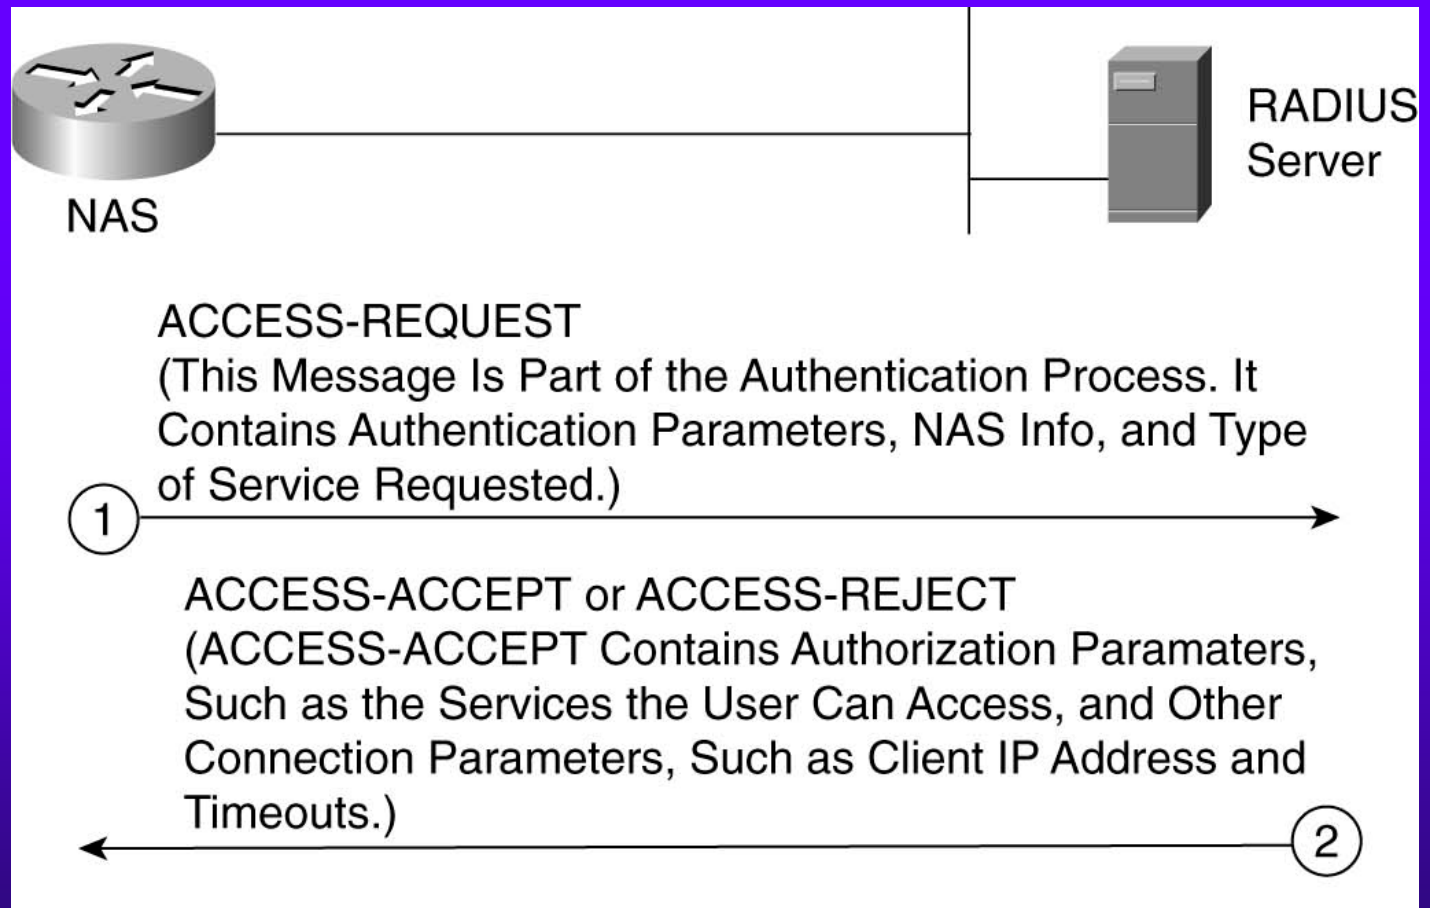 RADIUS
Server
NAS
ACCESS-REQUEST
(This Message Is Part of the Authentication Process. It
Contains Authentication Parameters, NAS Info, and Type
of Service Requested.)
1
ACCESS-ACCEPT or ACCESS-REJECT
(ACCESS-ACCEPT Contains Authorization Paramaters,
Such as the Services the User Can Access, and Other
Connection Parameters, Such as Client IP Address and
Timeouts.)
2